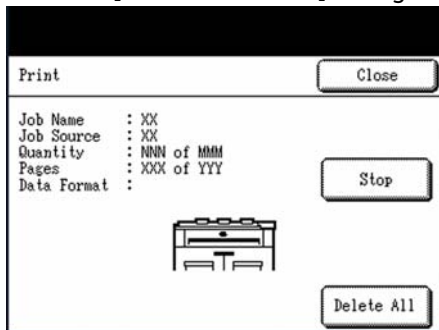 Print
Close
Job Name : XX
Job Source : XX
Quantity : NNN of MMM
Pages : XXX of YYY
Data Format :
Stop
Delete All